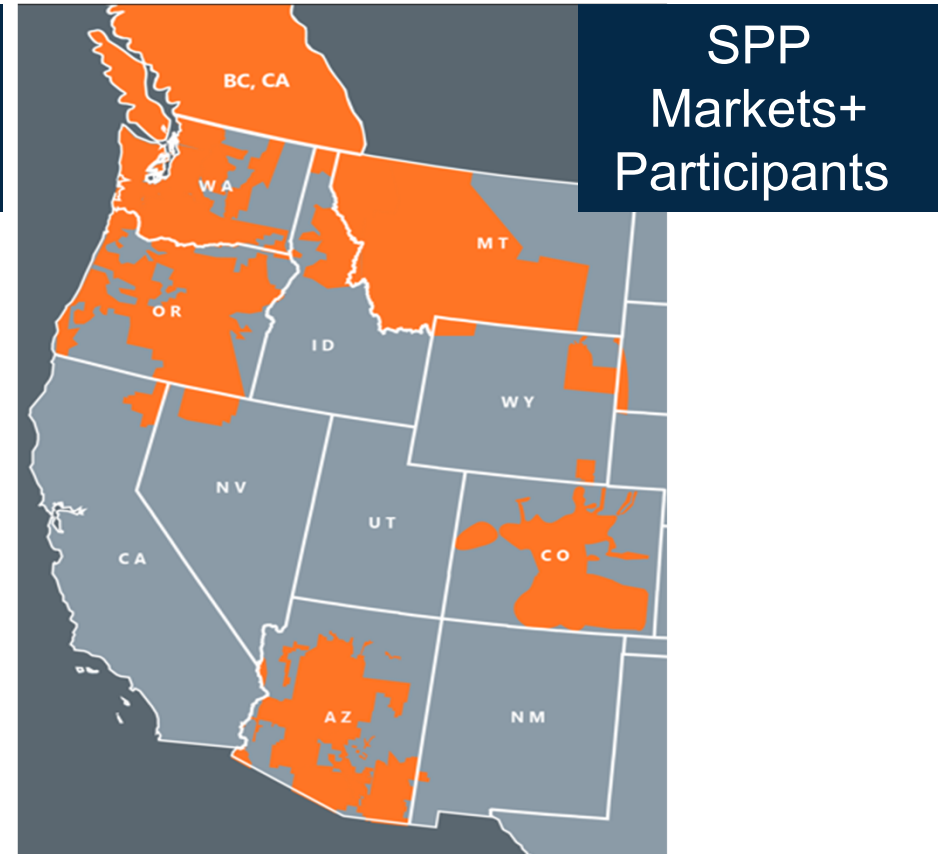 SPP
Markets+
Participants
BC, CA
WA
MT
OR
ID
WY
NV
UT
CO
CA
AZ
NM